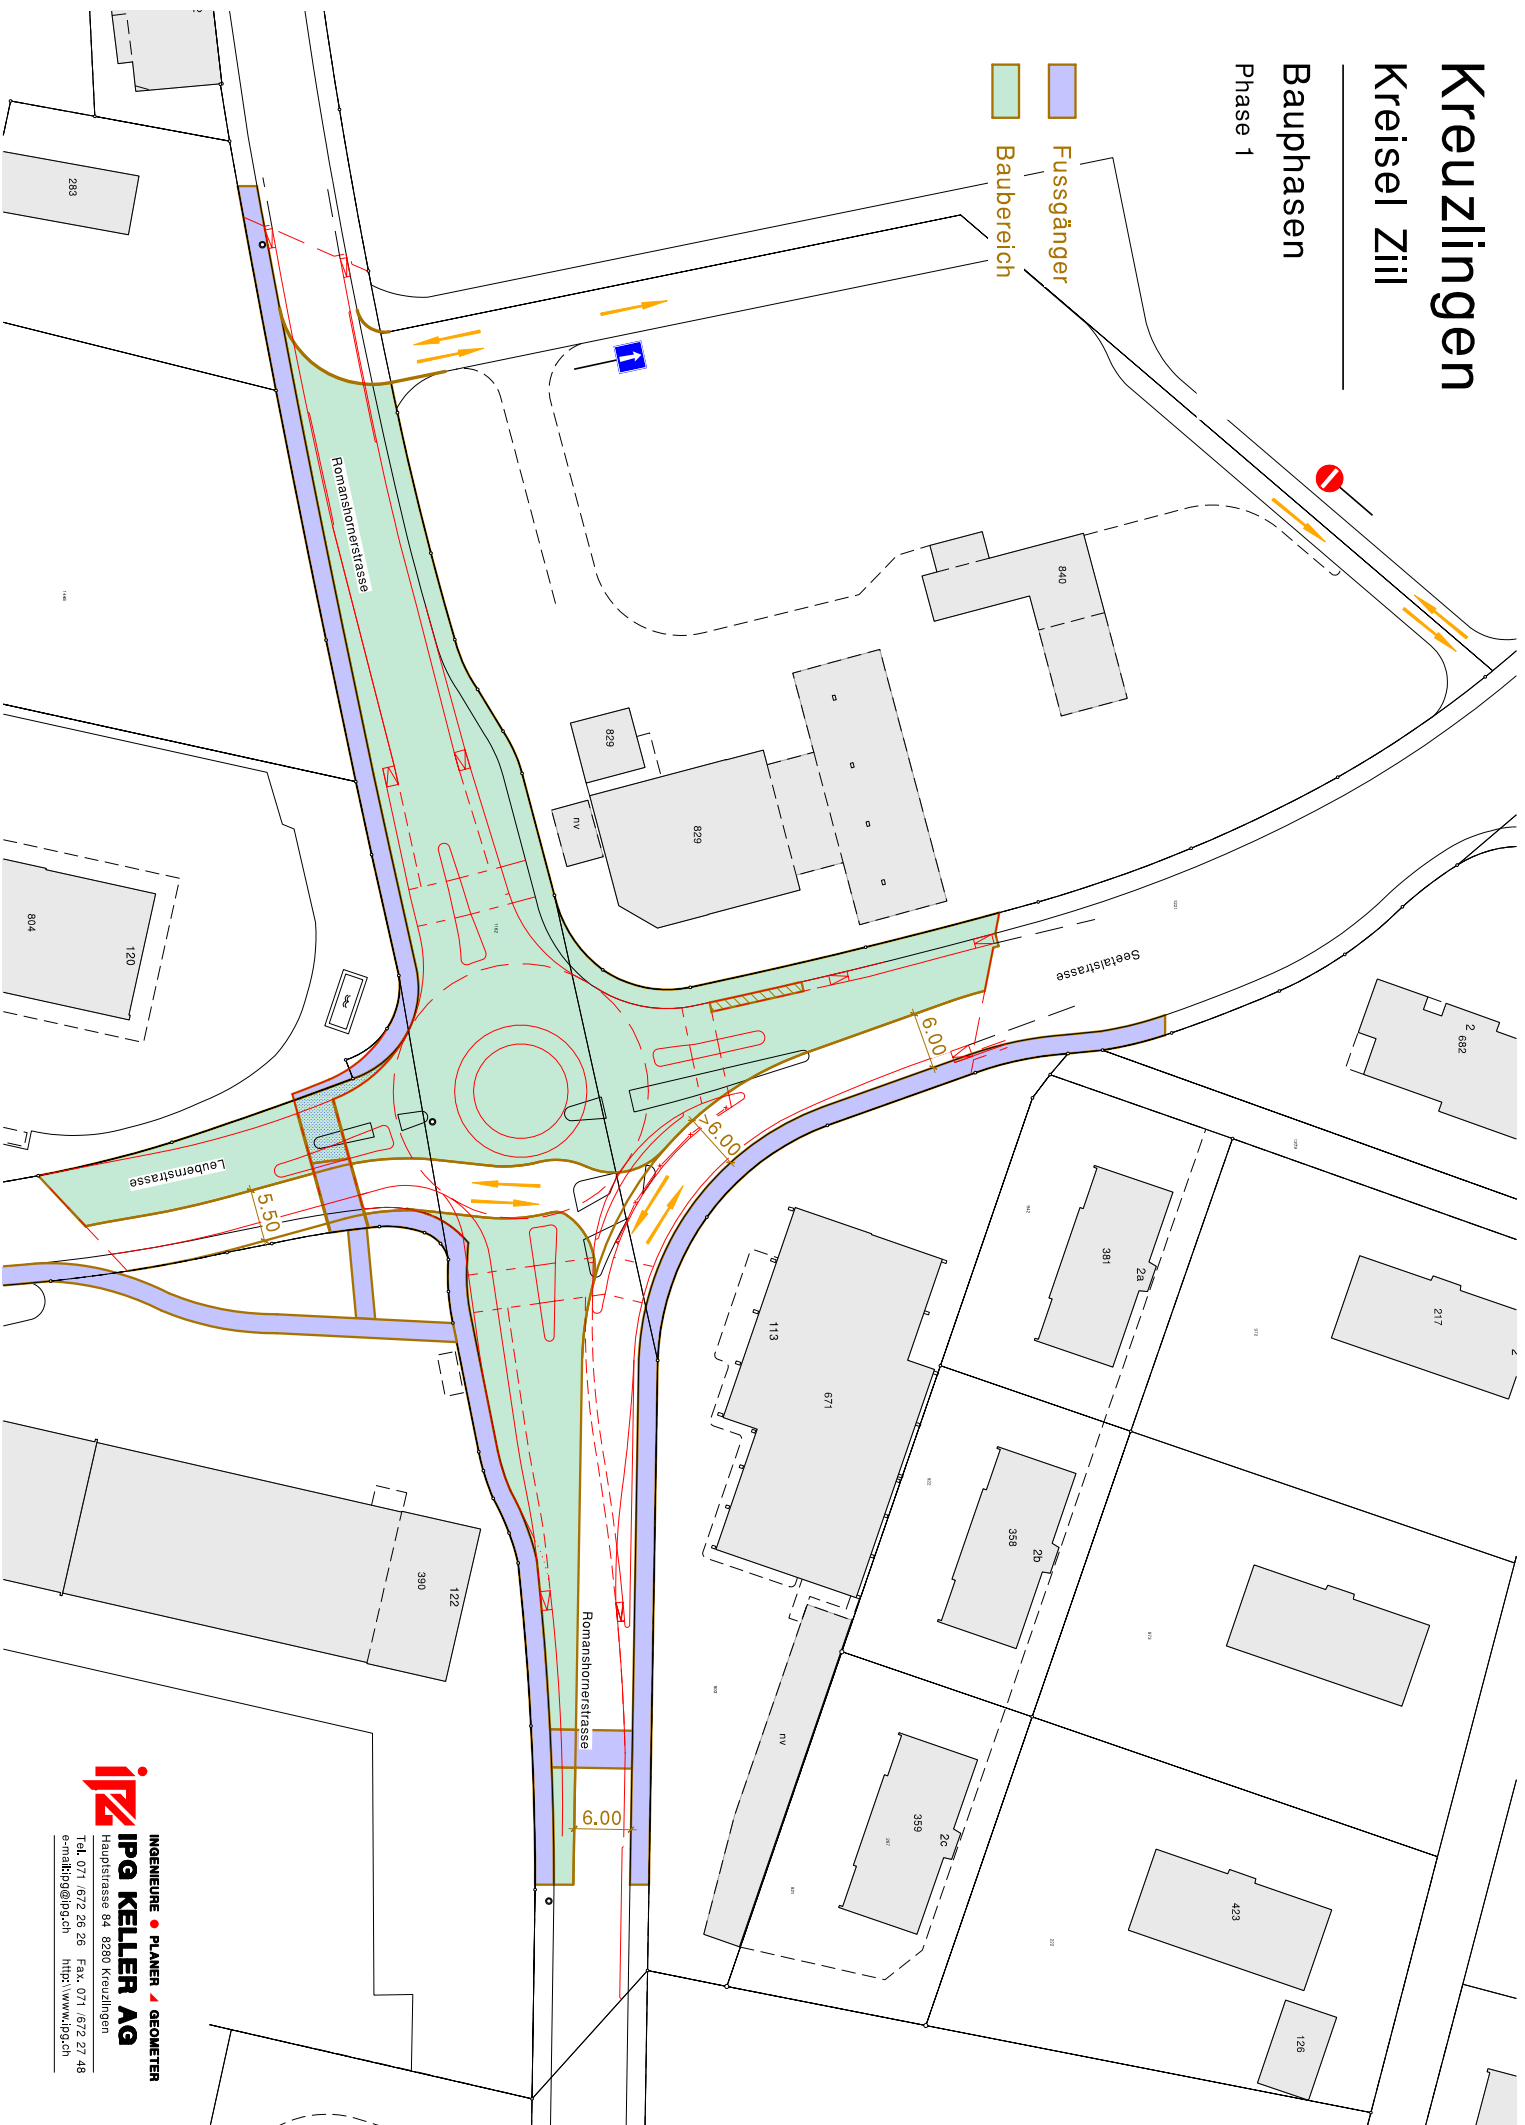 Kreuzlingen
Kreisel Ziil
Bauphasen
Phase 1
Fussgänger
Baubereich
283
Romanshornerstrasse
840
829
829
nv
804
120
Seetalstrasse
6.00
>6.00
Leubernstrasse
5.50
2
682
217
381
2a
113
671
358
2b
390
122
Romanshornerstrasse
nv
6.00
359
2c
423
126
INGENIEURE PLANER GEOMETER
IPG KELLER AG
Hauptstrasse 84 8280 Kreuzlingen
Tel. 071 /672 26 26 Fax. 071 /672 27 48
e-mail:ipg@ipg.ch http:\\www.ipg.ch